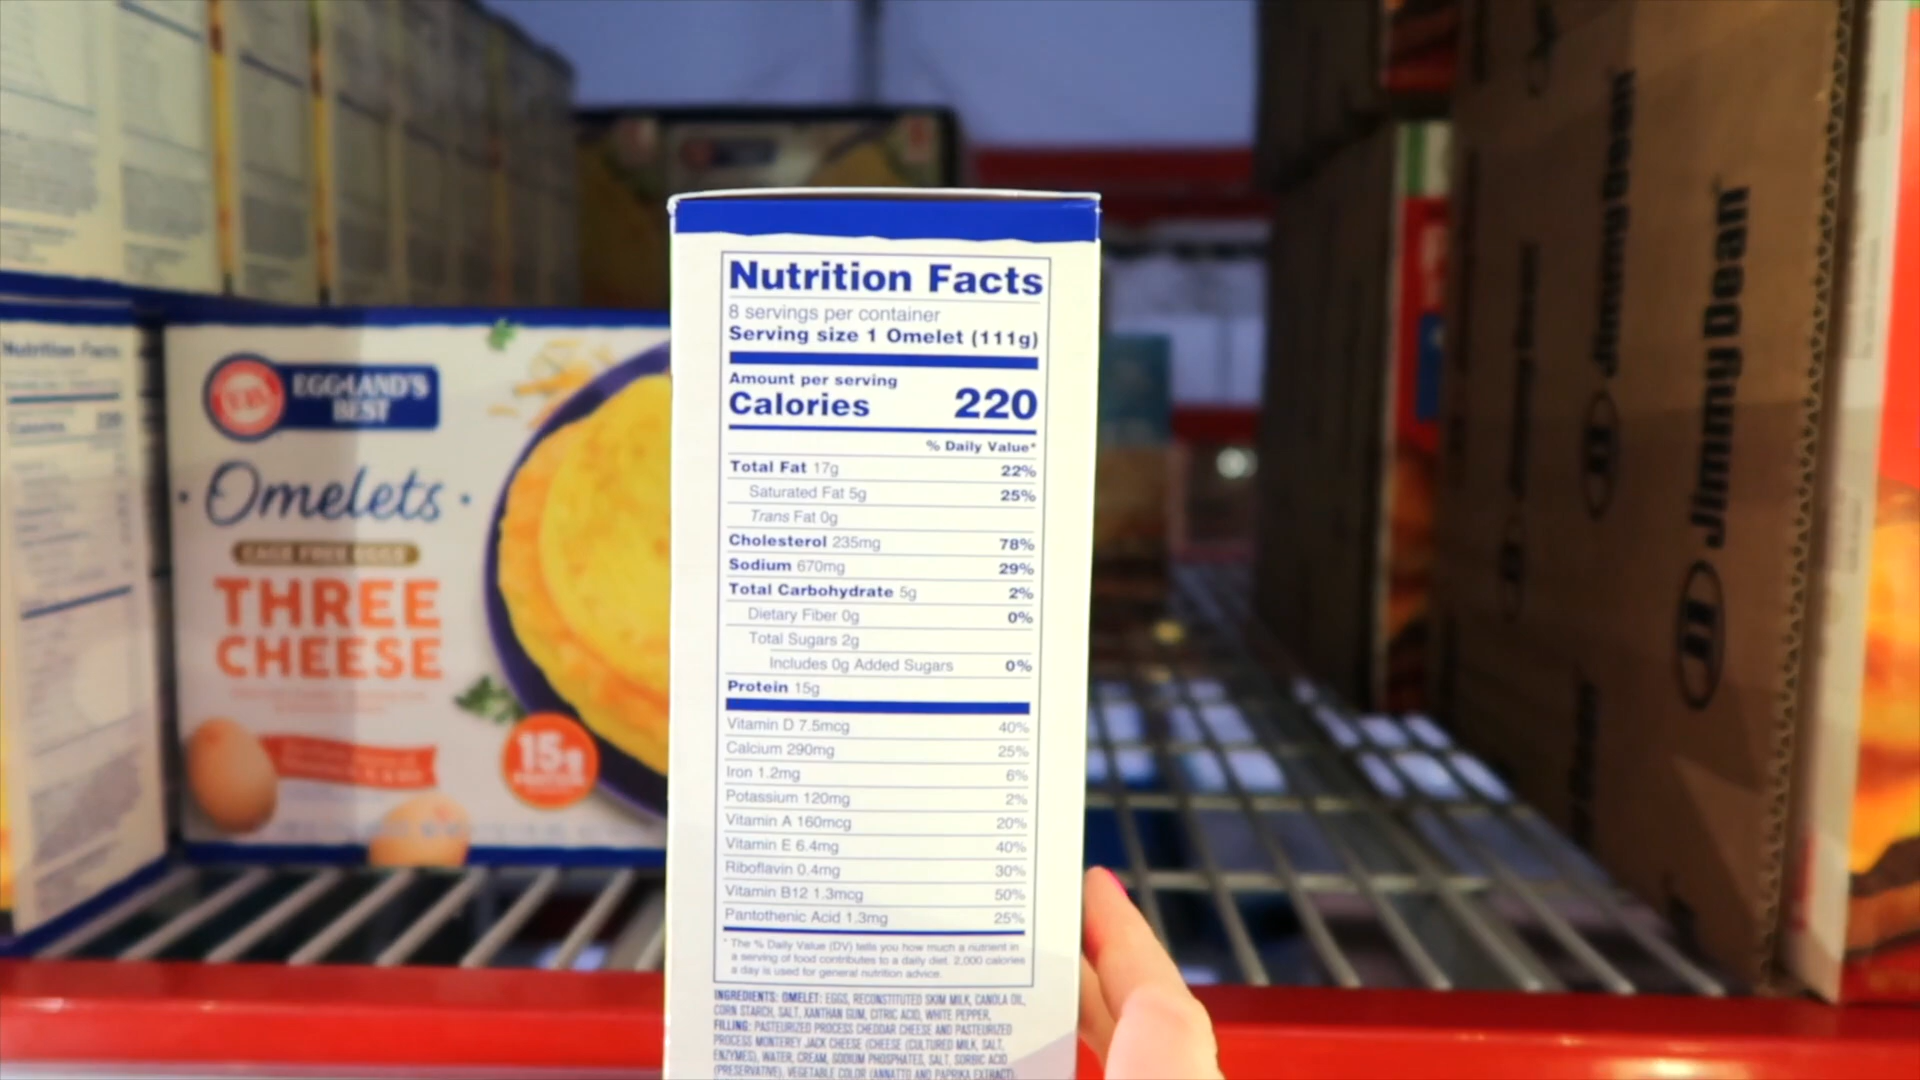 Nutrition Facts
8 servings per container
Serving size 1 Omelet (111g)
Amount per serving
Calories 220
% Daily Value*
Total Fat 17g 22%
Saturated Fat 5g 25%
Trans Fat 0g
Cholesterol 235mg 78%
Sodium 670mg 29%
Total Carbohydrate 5g 2%
Dietary Fiber 0g 0%
Total Sugars 2g
Includes 0g Added Sugars 0%
Protein 15g
Vitamin D 7.5mcg 40%
Calcium 290mg 25%
Iron 1.2mg 6%
Potassium 120mg 2%
Vitamin A 160mcg 20%
Vitamin E 6.4mg 40%
Riboflavin 0.4mg 30%
Vitamin B12 1.3mcg 50%
Pantothenic Acid 1.3mg 25%
* The % Daily Value (DV) tells you how much a nutrient in
a serving of food contributes to a daily diet. 2,000 calories
a day is used for general nutrition advice.
INGREDIENTS: OMELET: EGGS, RECONSTITUTED SKIM MILK, CANOLA OIL,
CORN STARCH, SALT, XANTHAN GUM, CITRIC ACID, WHITE PEPPER.
FILLING: PASTEURIZED PROCESS CHEDDAR CHEESE AND PASTEURIZED
PROCESS MONTEREY JACK CHEESE (CHEESE (CULTURED MILK, SALT,
ENZYMES), WATER, CREAM, SODIUM PHOSPHATES, SALT, SORBIC ACID
(PRESERVATIVE), VEGETABLE COLOR (ANNATTO AND PAPRIKA EXTRACT),
EGGLAND'S
BEST
Omelets
CAGE FREE EGGS
THREE
CHEESE
15g
PROTEIN
Nutrition Facts
Calories 220
Jimmy Dean
Jimmy Dean